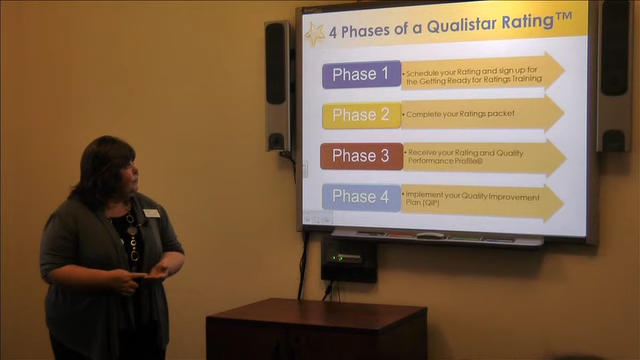 4 Phases of a Qualistar Rating™
Phase 1
• Schedule your Rating and sign up for
the Getting Ready for Ratings Training
Phase 2
• Complete your Ratings packet
Phase 3
• Receive your Rating and Quality
Performance Profile®
Phase 4
• Implement your Quality Improvement
Plan (QIP)